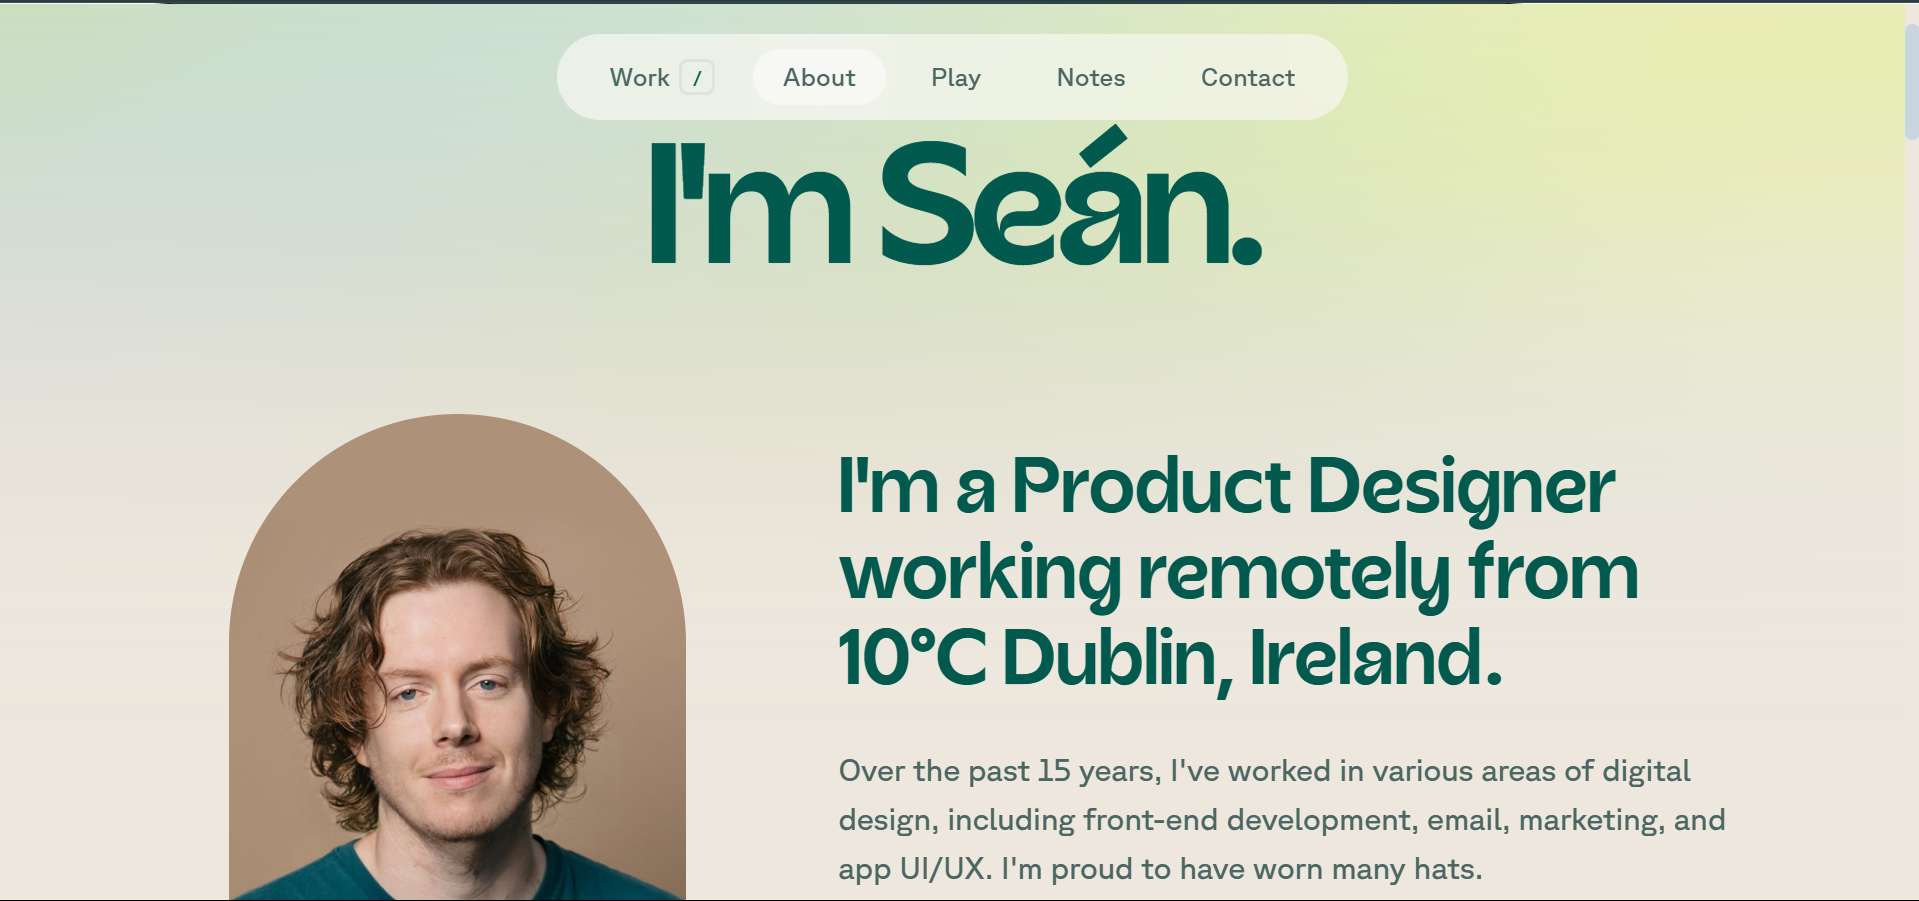 Work / About Play Notes Contact
I'm Seán.
I'm a Product Designer
working remotely from
10°C Dublin, Ireland.
Over the past 15 years, I've worked in various areas of digital
design, including front-end development, email, marketing, and
app UI/UX. I'm proud to have worn many hats.